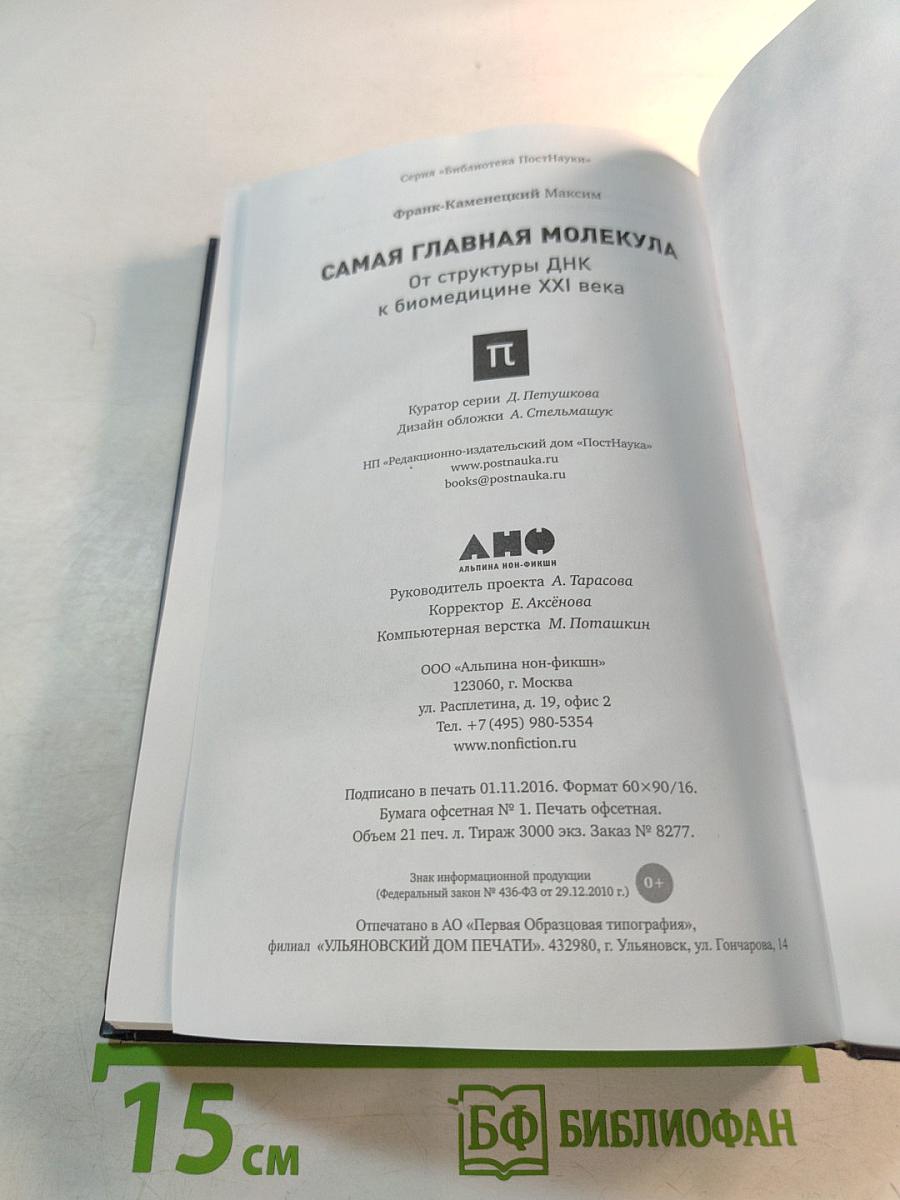 Серия «Библиотека ПостНауки»
Франк-Каменецкий Максим
САМАЯ ГЛАВНАЯ МОЛЕКУЛА
От структуры ДНК
к биомедицине XXI века
π
Куратор серии Д. Петушкова
Дизайн обложки А. Стельмащук
НП «Редакционно-издательский дом «ПостНаука»
www.postnauka.ru
books@postnauka.ru
АНФ
АЛЬПИНА НОН-ФИКШН
Руководитель проекта А. Тарасова
Корректор Е. Аксёнова
Компьютерная верстка М. Поташкин
ООО «Альпина нон-фикшн»
123060, г. Москва
ул. Расплетина, д. 19, офис 2
Тел. +7 (495) 980-5354
www.nonfiction.ru
Подписано в печать 01.11.2016. Формат 60×90/16.
Бумага офсетная № 1. Печать офсетная.
Объем 21 печ. л. Тираж 3000 экз. Заказ № 8277.
Знак информационной продукции
(Федеральный закон № 436-ФЗ от 29.12.2010 г.)
0+
Отпечатано в АО «Первая Образцовая типография»,
филиал «УЛЬЯНОВСКИЙ ДОМ ПЕЧАТИ». 432980, г. Ульяновск, ул. Гончарова, 14
15 см
БФ БИБЛИОФАН